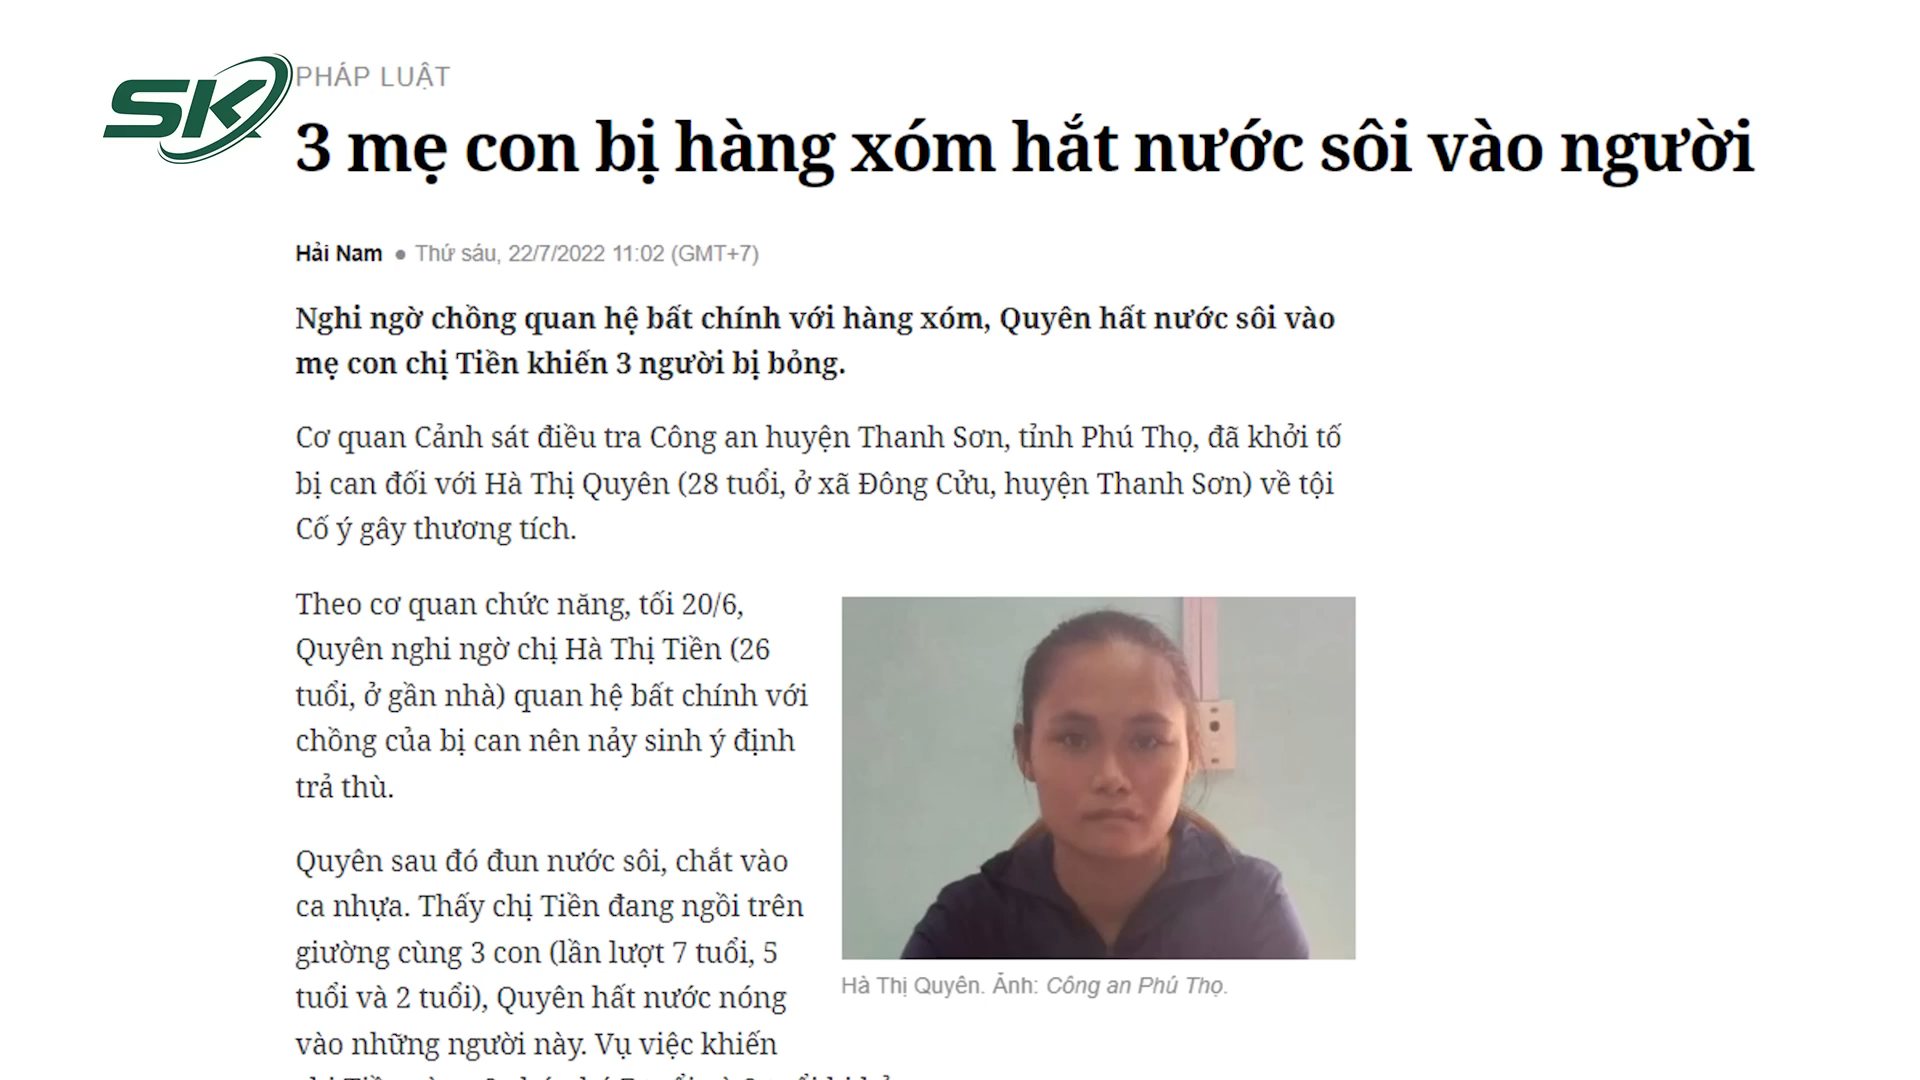 SK
PHÁP LUẬT
3 mẹ con bị hàng xóm hắt nước sôi vào người
Hải Nam ● Thứ sáu, 22/7/2022 11:02 (GMT+7)
Nghi ngờ chồng quan hệ bất chính với hàng xóm, Quyên hất nước sôi vào
mẹ con chị Tiền khiến 3 người bị bỏng.
Cơ quan Cảnh sát điều tra Công an huyện Thanh Sơn, tỉnh Phú Thọ, đã khởi tố
bị can đối với Hà Thị Quyên (28 tuổi, ở xã Đông Cửu, huyện Thanh Sơn) về tội
Cố ý gây thương tích.
Theo cơ quan chức năng, tối 20/6,
Quyên nghi ngờ chị Hà Thị Tiền (26
tuổi, ở gần nhà) quan hệ bất chính với
chồng của bị can nên nảy sinh ý định
trả thù.
Quyên sau đó đun nước sôi, chắt vào
ca nhựa. Thấy chị Tiền đang ngồi trên
giường cùng 3 con (lần lượt 7 tuổi, 5
tuổi và 2 tuổi), Quyên hất nước nóng
vào những người này. Vụ việc khiến
Hà Thị Quyên. Ảnh: Công an Phú Thọ.